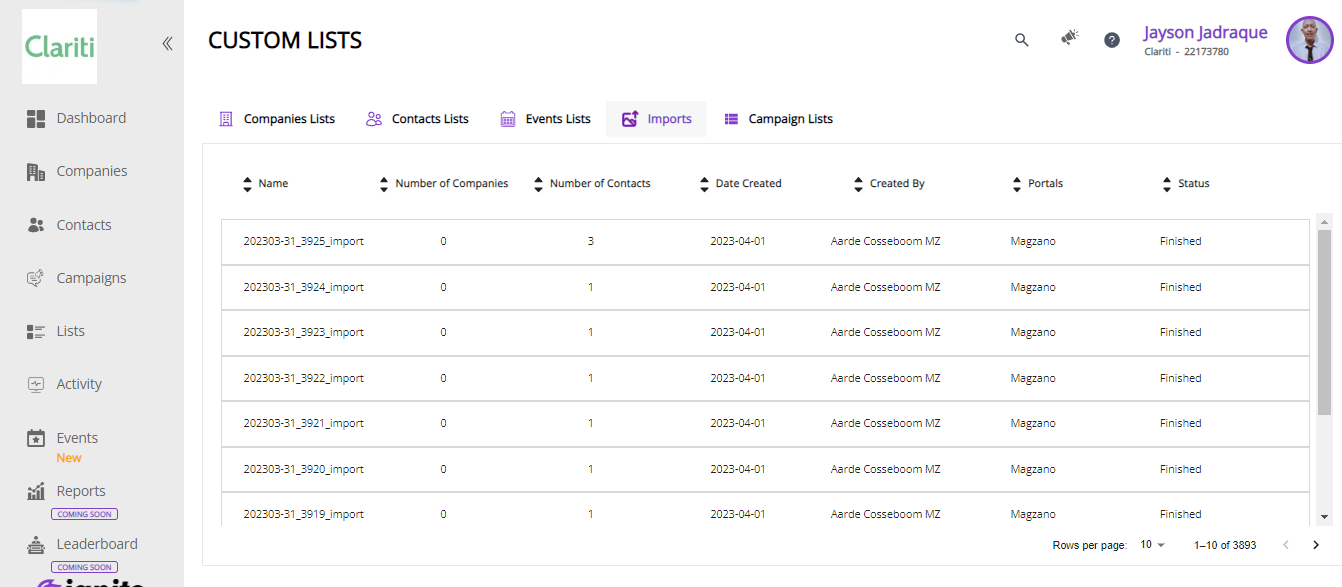 Clariti
CUSTOM LISTS
Jayson Jadraque
Clariti - 22173780
Dashboard
Companies
Contacts
Campaigns
Lists
Activity
Events
New
Reports
COMING SOON
Leaderboard
COMING SOON
ignite
Companies Lists Contacts Lists Events Lists Imports Campaign Lists
Name Number of Companies Number of Contacts Date Created Created By Portals Status
202303-31_3925_import 0 3 2023-04-01 Aarde Cosseboom MZ Magzano Finished
202303-31_3924_import 0 1 2023-04-01 Aarde Cosseboom MZ Magzano Finished
202303-31_3923_import 0 1 2023-04-01 Aarde Cosseboom MZ Magzano Finished
202303-31_3922_import 0 1 2023-04-01 Aarde Cosseboom MZ Magzano Finished
202303-31_3921_import 0 1 2023-04-01 Aarde Cosseboom MZ Magzano Finished
202303-31_3920_import 0 1 2023-04-01 Aarde Cosseboom MZ Magzano Finished
202303-31_3919_import 0 1 2023-04-01 Aarde Cosseboom MZ Magzano Finished
Rows per page: 10 1–10 of 3893